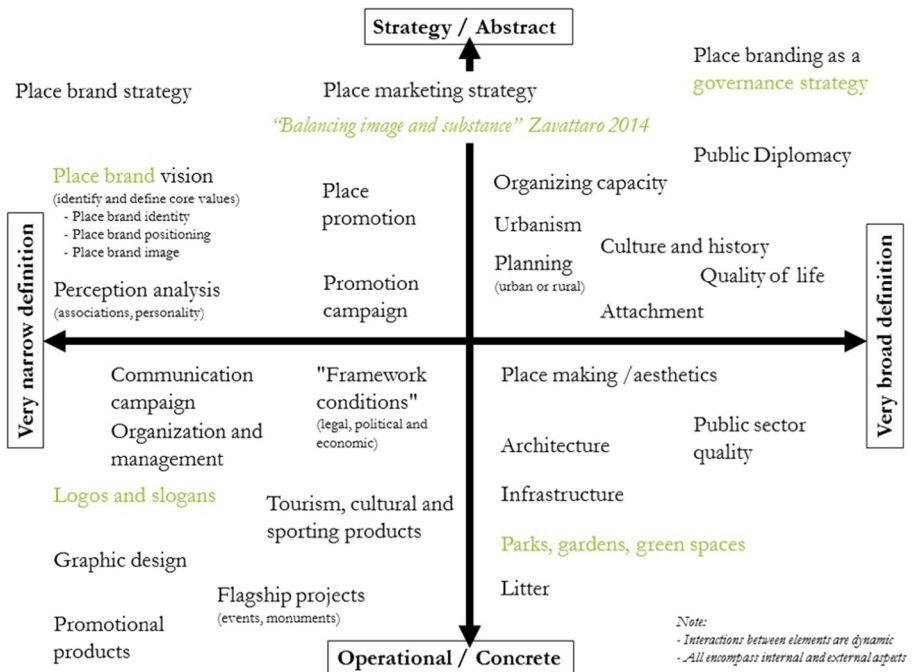 Strategy / Abstract
Place brand strategy
Place marketing strategy
Place branding as a
governance strategy
"Balancing image and substance" Zavattaro 2014
Public Diplomacy
Place brand vision
(identify and define core values)
- Place brand identity
- Place brand positioning
- Place brand image
Place
promotion
Organizing capacity
Urbanism
Culture and history
Planning
(urban or rural)
Quality of life
Perception analysis
(associations, personality)
Promotion
campaign
Attachment
Very narrow definition
Very broad definition
Communication
campaign
Organization and
management
"Framework
conditions"
(legal, political and
economic)
Place making /aesthetics
Architecture
Public sector
quality
Logos and slogans
Tourism, cultural and
sporting products
Infrastructure
Parks, gardens, green spaces
Graphic design
Litter
Flagship projects
(events, monuments)
Promotional
products
Operational / Concrete
Note:
- Interactions between elements are dynamic
- All encompass internal and external aspects